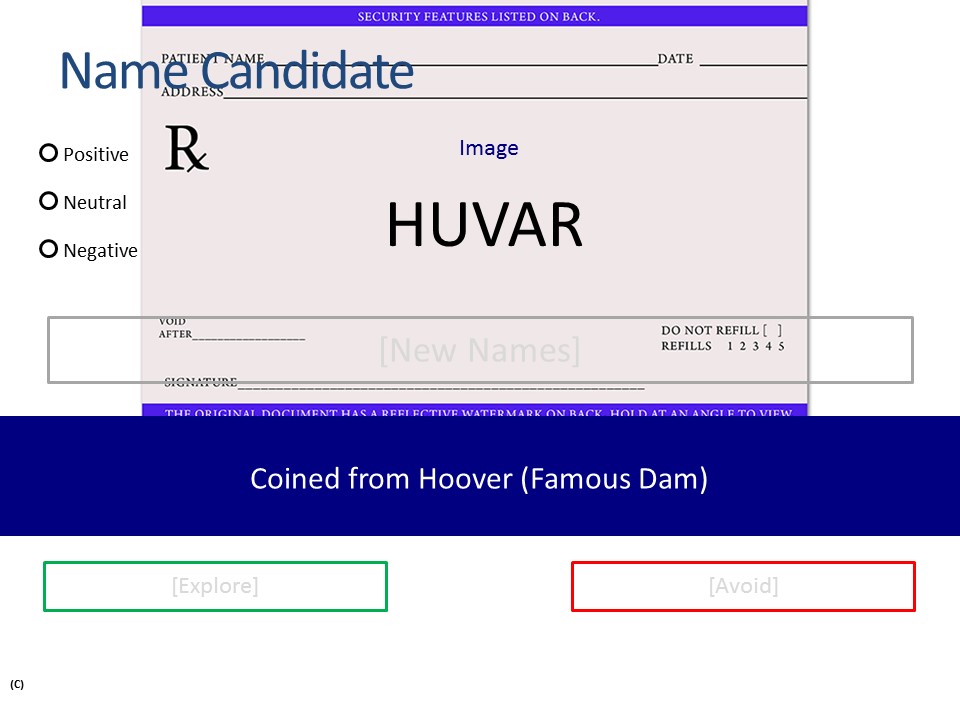 SECURITY FEATURES LISTED ON BACK.
Name Candidate
PATIENT NAME DATE
ADDRESS
Positive
Rx
Image
Neutral
HUVAR
Negative
VOID
AFTER
DO NOT REFILL [ ]
REFILLS 1 2 3 4 5
[New Names]
SIGNATURE
THE ORIGINAL DOCUMENT HAS A REFLECTIVE WATERMARK ON BACK. HOLD AT AN ANGLE TO VIEW.
Coined from Hoover (Famous Dam)
[Explore] [Avoid]
(C)